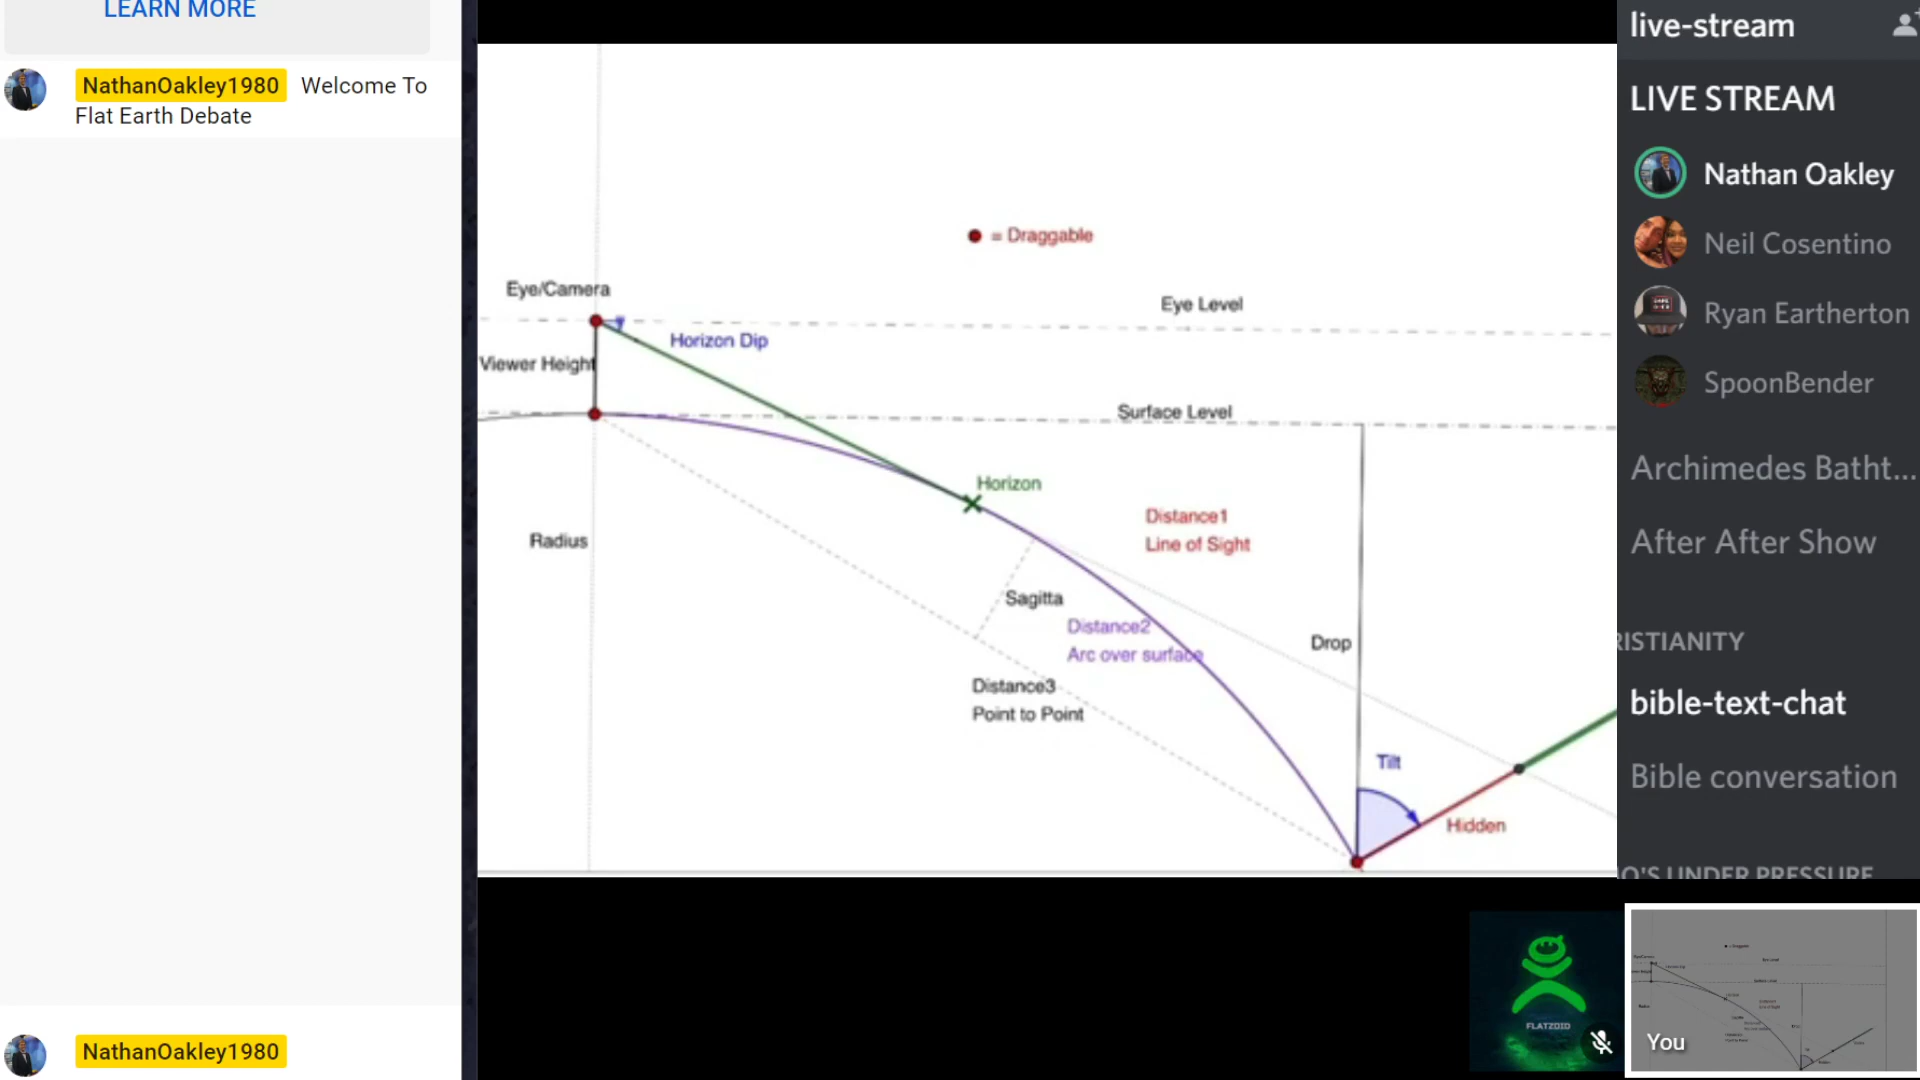 LEARN MORE
NathanOakley1980 Welcome To
Flat Earth Debate
NathanOakley1980
= Draggable
Eye/Camera
Eye Level
Horizon Dip
Viewer Height
Surface Level
Horizon
Distance1
Line of Sight
Radius
Sagitta
Distance2
Arc over surface
Drop
Distance3
Point to Point
Tilt
Hidden
live-stream
LIVE STREAM
Nathan Oakley
Neil Cosentino
Ryan Eartherton
SpoonBender
Archimedes Batht...
After After Show
RISTIANITY
bible-text-chat
Bible conversation
O'S UNDER PRESSURE
FLATZOID
You